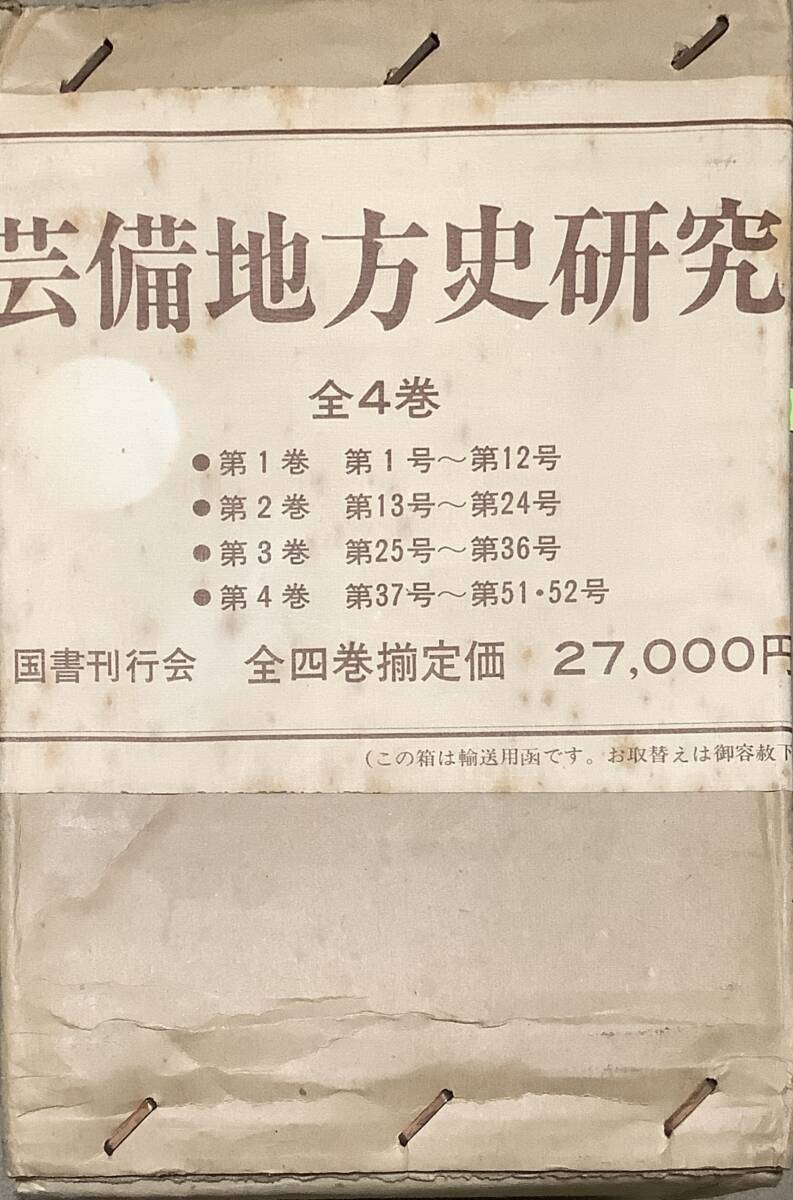 芸備地方史研究
全4巻
●第1巻 第1号～第12号
●第2巻 第13号～第24号
●第3巻 第25号～第36号
●第4巻 第37号～第51・52号
国書刊行会 全四巻揃定価 27,000円
(この箱は輸送用函です。お取替えは御容赦下